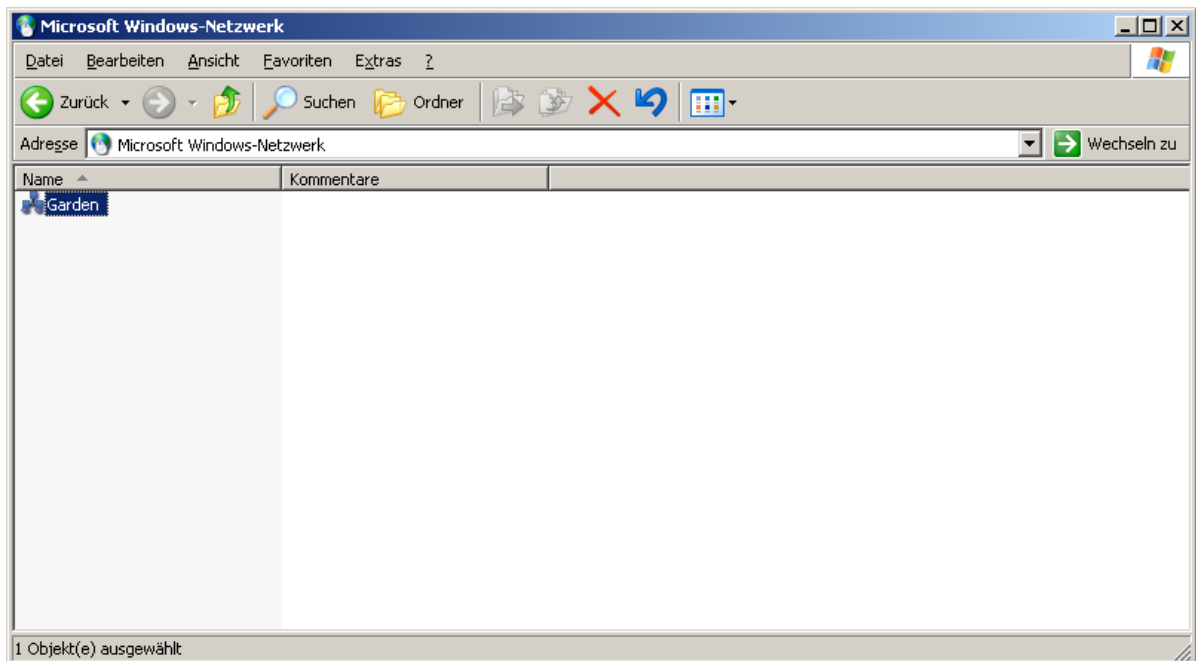 Microsoft Windows-Netzwerk
Datei Bearbeiten Ansicht Favoriten Extras ?
Zurück Suchen Ordner
Adresse Microsoft Windows-Netzwerk Wechseln zu
Name Kommentare
Garden
1 Objekt(e) ausgewählt